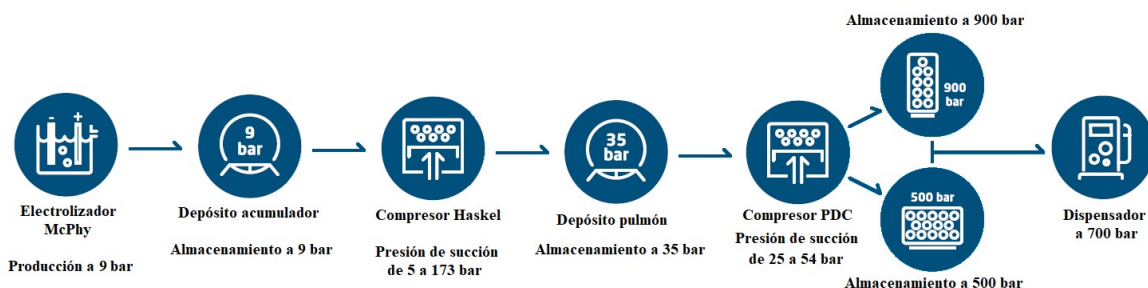 Electrolizador
McPhy
Producción a 9 bar
9
bar
Depósito acumulador
Almacenamiento a 9 bar
Compresor Haskel
Presión de succión
de 5 a 173 bar
35
bar
Depósito pulmón
Almacenamiento a 35 bar
Compresor PDC
Presión de succión
de 25 a 54 bar
Almacenamiento a 900 bar
900
bar
500 bar
Almacenamiento a 500 bar
Dispensador
a 700 bar